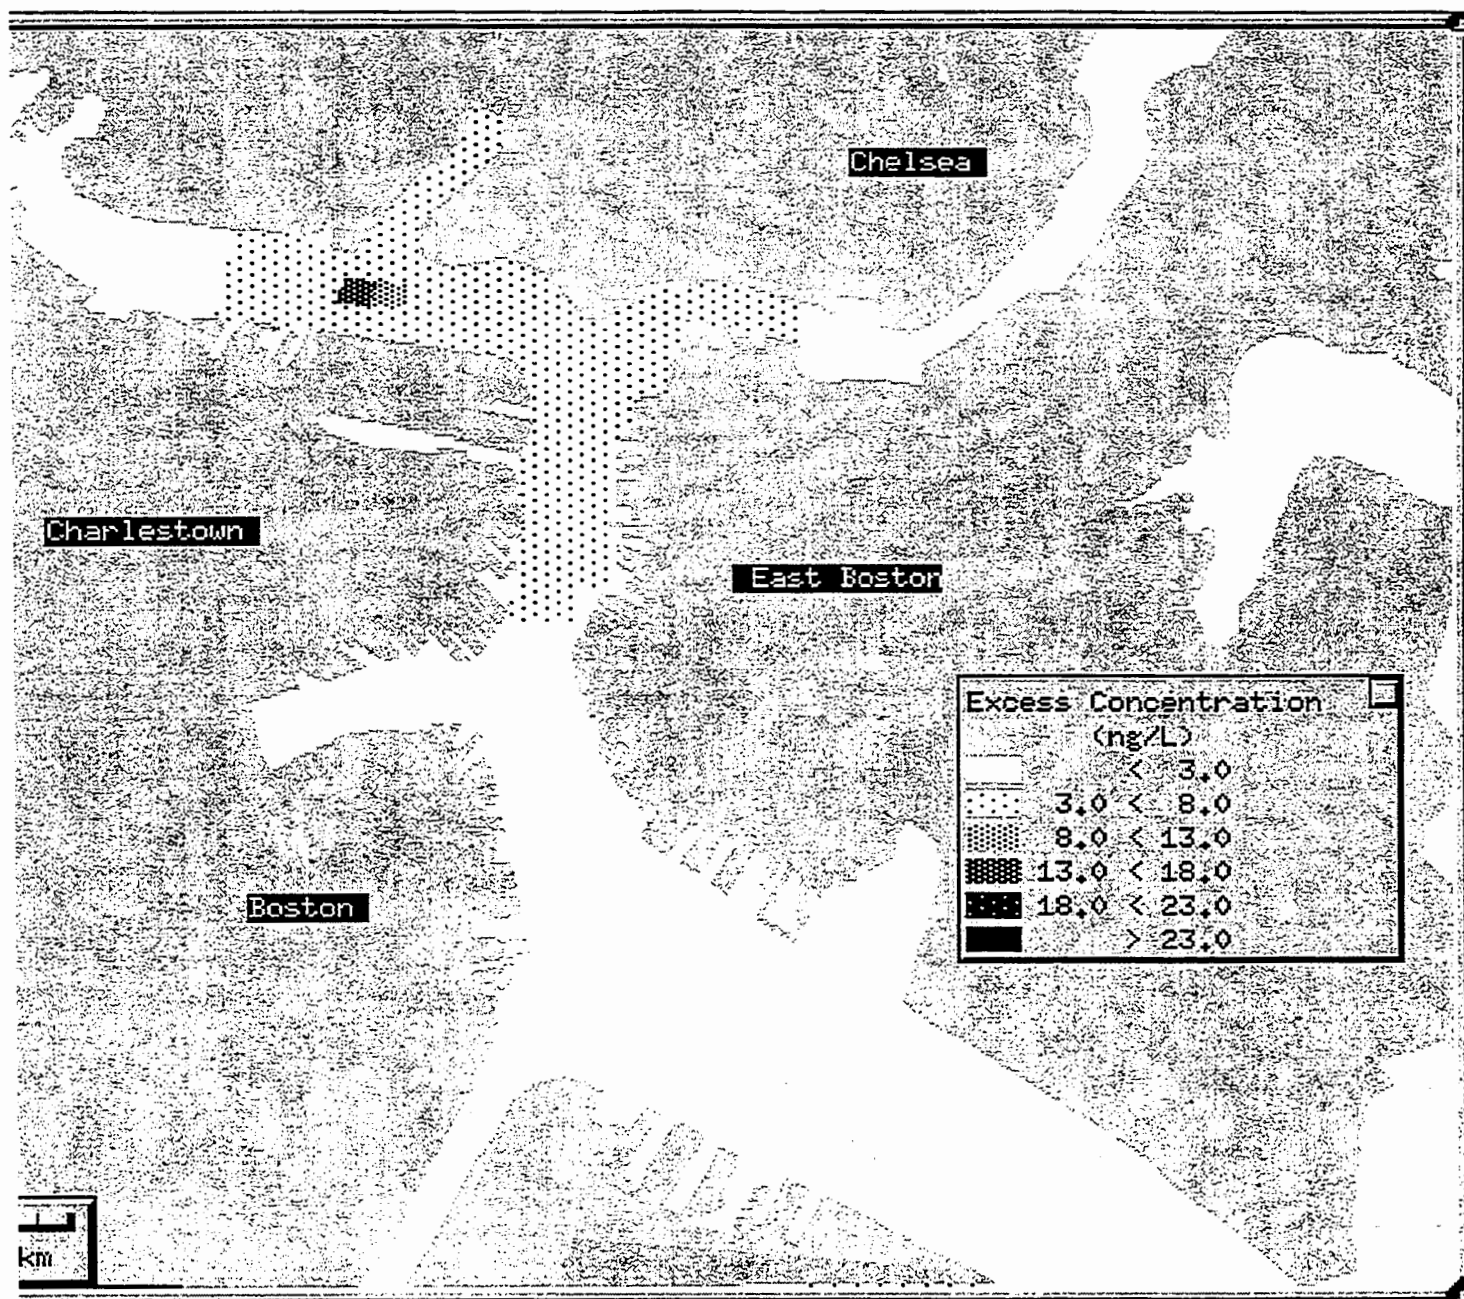 Chelsea
Charlestown
East Boston
Excess Concentration
(ng/L)
< 3.0
3.0 < 8.0
8.0 < 13.0
13.0 < 18.0
18.0 < 23.0
> 23.0
Boston
km